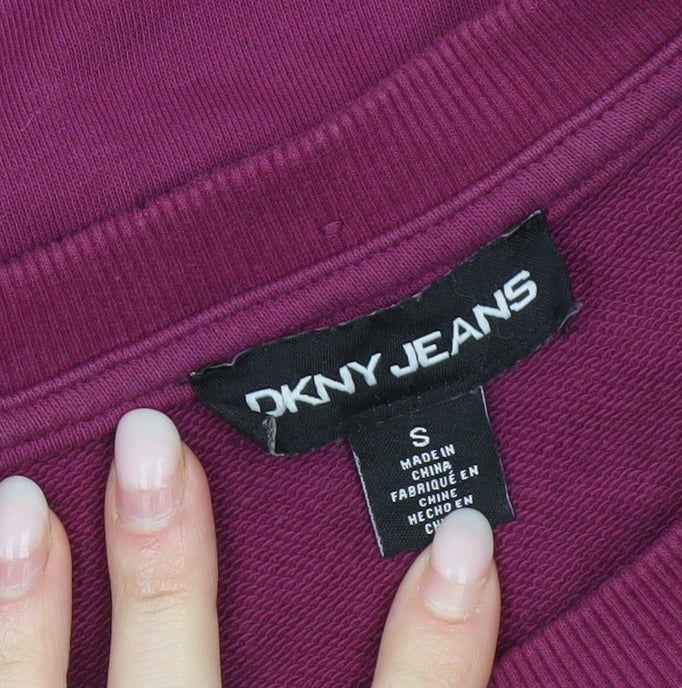 DKNY JEANS
S
MADE IN
CHINA
FABRIQUÉ EN
CHINE
HECHO EN